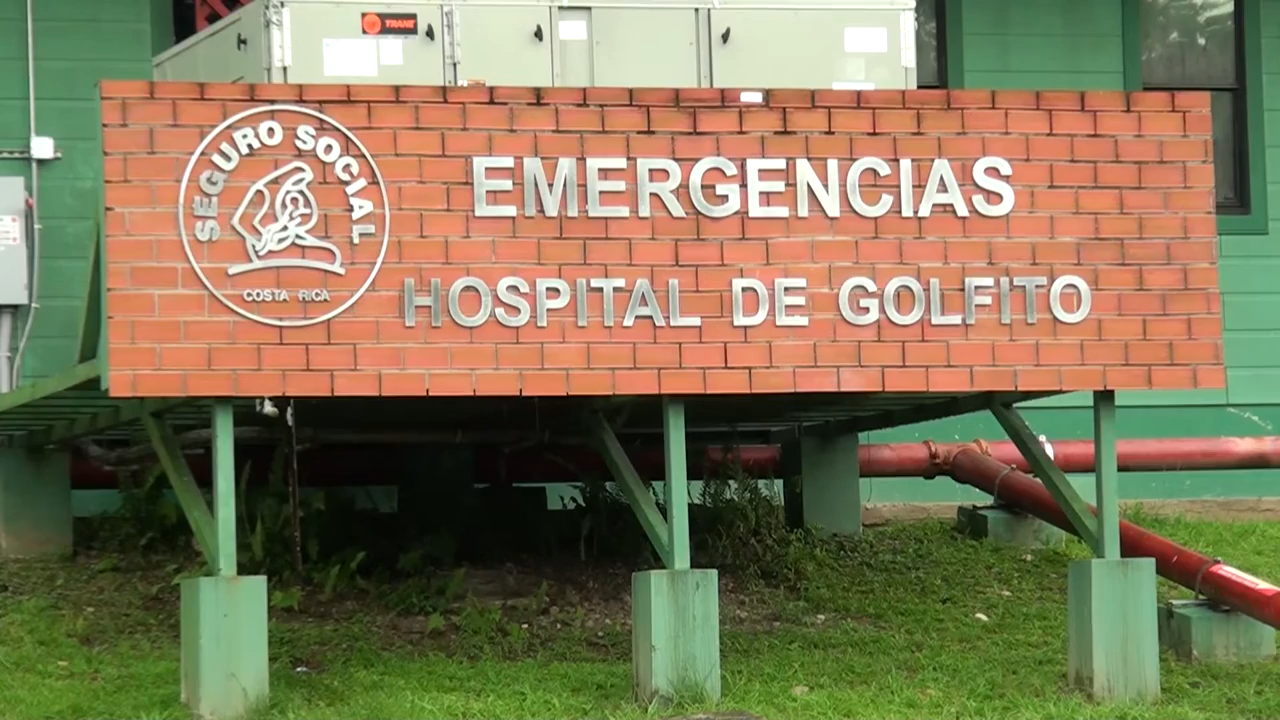 TRANE
SEGURO SOCIAL
COSTA RICA
EMERGENCIAS
HOSPITAL DE GOLFITO